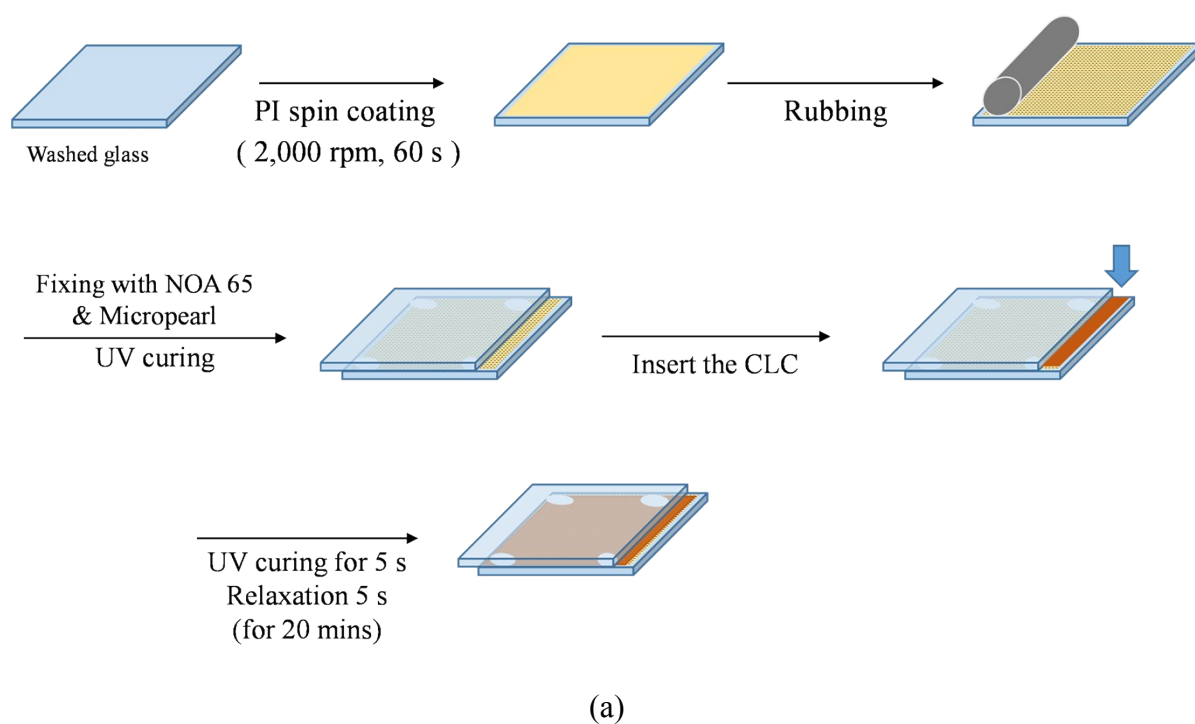 Washed glass
PI spin coating
( 2,000 rpm, 60 s )
Rubbing
Fixing with NOA 65
& Micropearl
UV curing
Insert the CLC
UV curing for 5 s
Relaxation 5 s
(for 20 mins)
(a)